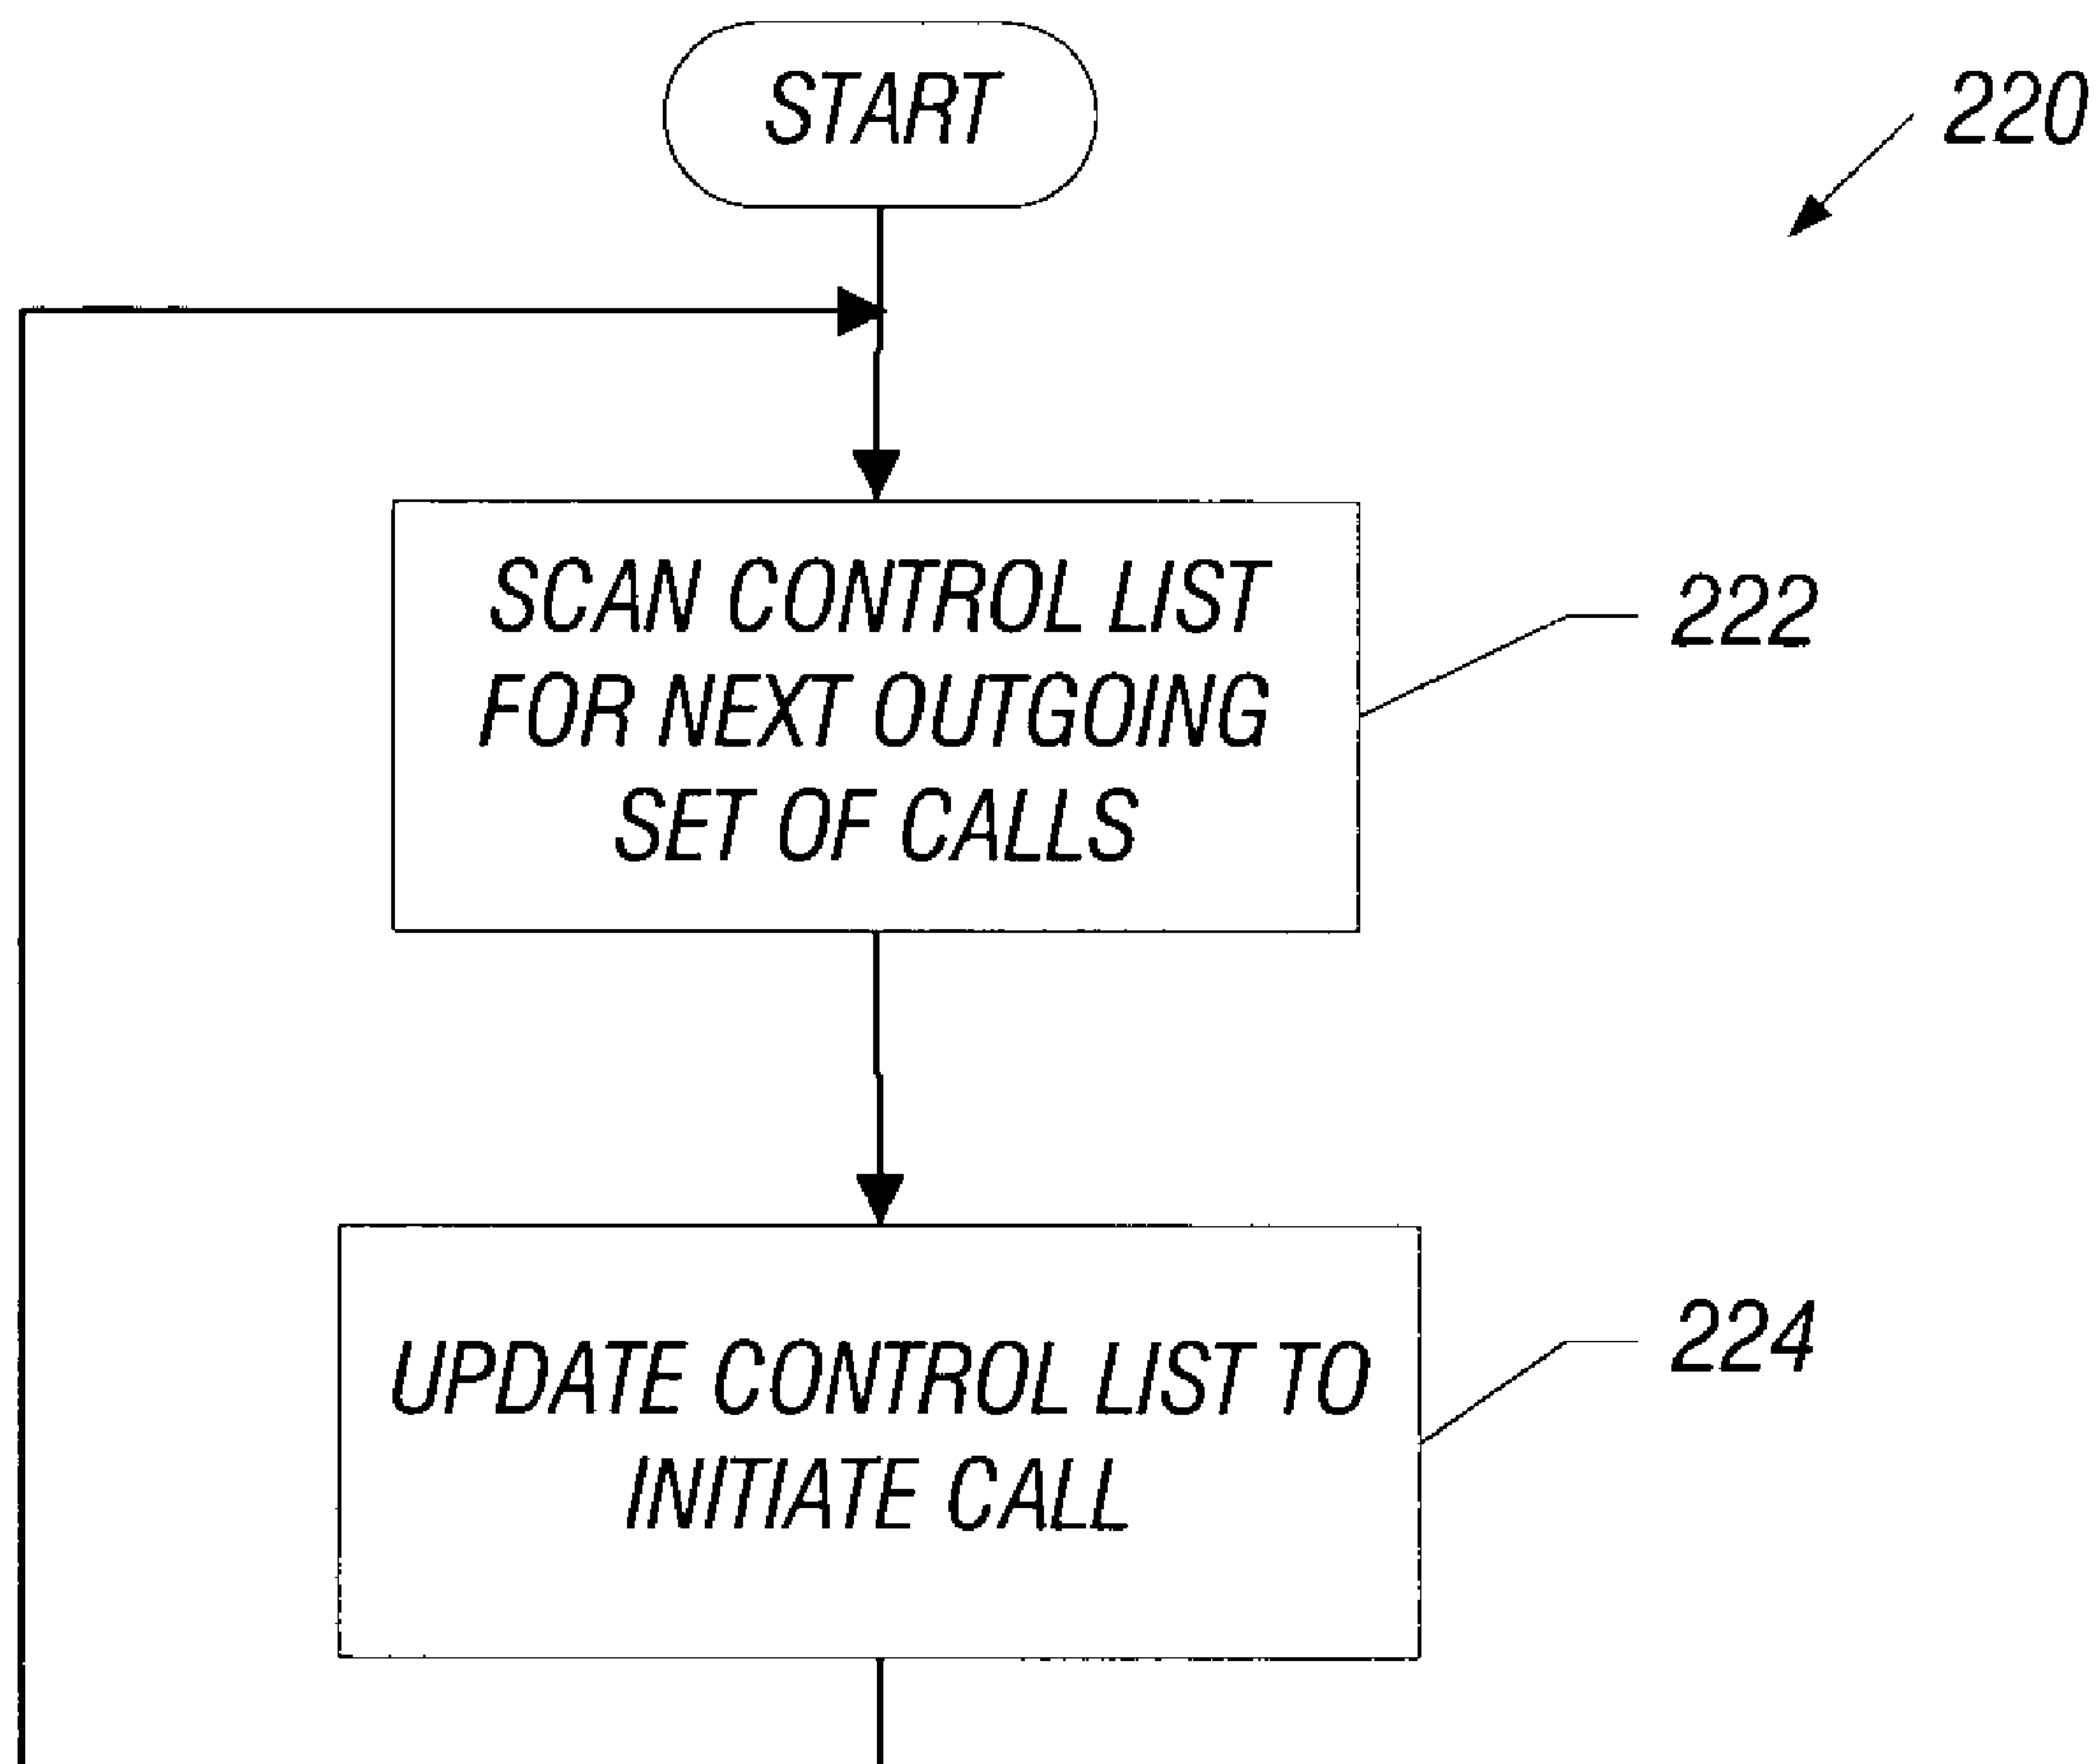 START
220
SCAN CONTROL LIST
FOR NEXT OUTGOING
SET OF CALLS
222
UPDATE CONTROL LIST TO
INITIATE CALL
224